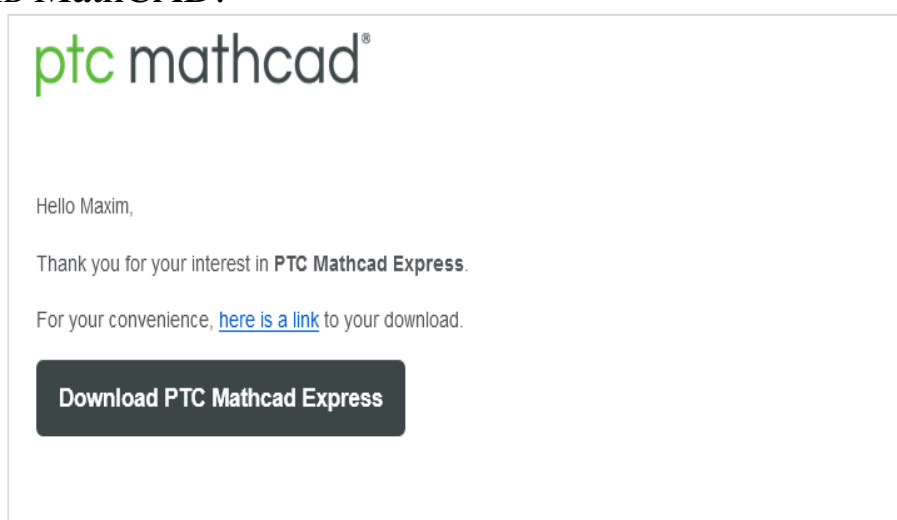 MathCAD.
ptc mathcad®
Hello Maxim,
Thank you for your interest in PTC Mathcad Express.
For your convenience, here is a link to your download.
Download PTC Mathcad Express